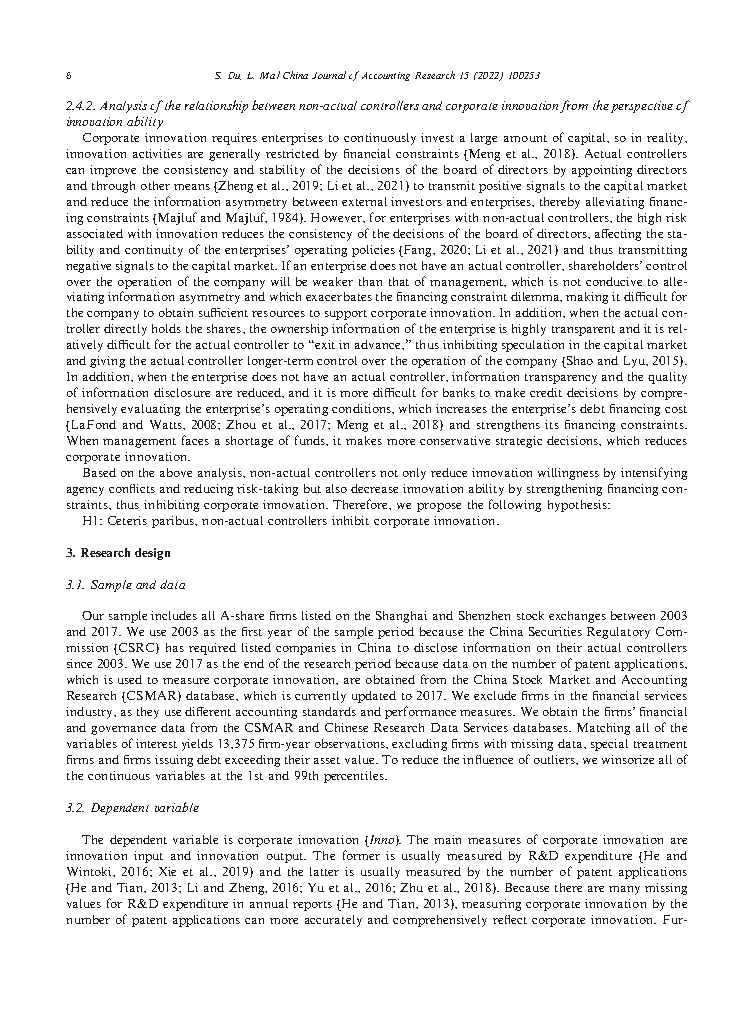 6
S. Du, L. Ma / China Journal of Accounting Research 15 (2022) 100253
2.4.2. Analysis of the relationship between non-actual controllers and corporate innovation from the perspective of
innovation ability
Corporate innovation requires enterprises to continuously invest a large amount of capital, so in reality,
innovation activities are generally restricted by financial constraints (Meng et al., 2018). Actual controllers
can improve the consistency and stability of the decisions of the board of directors by appointing directors
and through other means (Zheng et al., 2019; Li et al., 2021) to transmit positive signals to the capital market
and reduce the information asymmetry between external investors and enterprises, thereby alleviating financ-
ing constraints (Majluf and Majluf, 1984). However, for enterprises with non-actual controllers, the high risk
associated with innovation reduces the consistency of the decisions of the board of directors, affecting the sta-
bility and continuity of the enterprises' operating policies (Fang, 2020; Li et al., 2021) and thus transmitting
negative signals to the capital market. If an enterprise does not have an actual controller, shareholders' control
over the operation of the company will be weaker than that of management, which is not conducive to alle-
viating information asymmetry and which exacerbates the financing constraint dilemma, making it difficult for
the company to obtain sufficient resources to support corporate innovation. In addition, when the actual con-
troller directly holds the shares, the ownership information of the enterprise is highly transparent and it is rel-
atively difficult for the actual controller to “exit in advance,” thus inhibiting speculation in the capital market
and giving the actual controller longer-term control over the operation of the company (Shao and Lyu, 2015).
In addition, when the enterprise does not have an actual controller, information transparency and the quality
of information disclosure are reduced, and it is more difficult for banks to make credit decisions by compre-
hensively evaluating the enterprise's operating conditions, which increases the enterprise's debt financing cost
(LaFond and Watts, 2008; Zhou et al., 2017; Meng et al., 2018) and strengthens its financing constraints.
When management faces a shortage of funds, it makes more conservative strategic decisions, which reduces
corporate innovation.
Based on the above analysis, non-actual controllers not only reduce innovation willingness by intensifying
agency conflicts and reducing risk-taking but also decrease innovation ability by strengthening financing con-
straints, thus inhibiting corporate innovation. Therefore, we propose the following hypothesis:
H1: Ceteris paribus, non-actual controllers inhibit corporate innovation.
3. Research design
3.1. Sample and data
Our sample includes all A-share firms listed on the Shanghai and Shenzhen stock exchanges between 2003
and 2017. We use 2003 as the first year of the sample period because the China Securities Regulatory Com-
mission (CSRC) has required listed companies in China to disclose information on their actual controllers
since 2003. We use 2017 as the end of the research period because data on the number of patent applications,
which is used to measure corporate innovation, are obtained from the China Stock Market and Accounting
Research (CSMAR) database, which is currently updated to 2017. We exclude firms in the financial services
industry, as they use different accounting standards and performance measures. We obtain the firms' financial
and governance data from the CSMAR and Chinese Research Data Services databases. Matching all of the
variables of interest yields 13,375 firm-year observations, excluding firms with missing data, special treatment
firms and firms issuing debt exceeding their asset value. To reduce the influence of outliers, we winsorize all of
the continuous variables at the 1st and 99th percentiles.
3.2. Dependent variable
The dependent variable is corporate innovation (Inno). The main measures of corporate innovation are
innovation input and innovation output. The former is usually measured by R&D expenditure (He and
Wintoki, 2016; Xie et al., 2019) and the latter is usually measured by the number of patent applications
(He and Tian, 2013; Li and Zheng, 2016; Yu et al., 2016; Zhu et al., 2018). Because there are many missing
values for R&D expenditure in annual reports (He and Tian, 2013), measuring corporate innovation by the
number of patent applications can more accurately and comprehensively reflect corporate innovation. Fur-